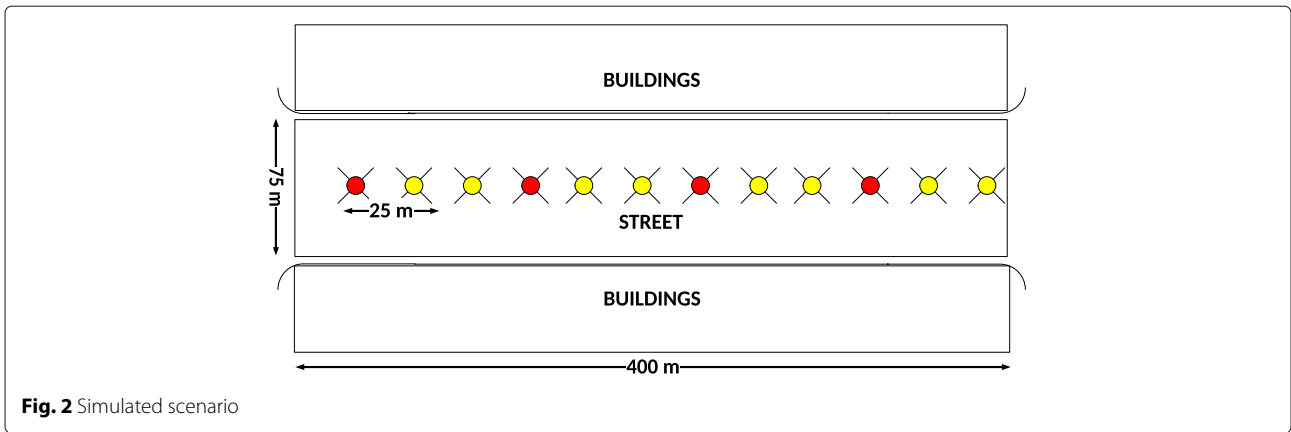 BUILDINGS
75 m
25 m
STREET
BUILDINGS
400 m
Fig. 2 Simulated scenario